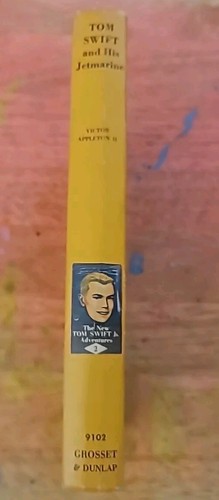 TOM
SWIFT
and His
Jetmarine
VICTOR
APPLETON II
The New
TOM SWIFT Jr.
Adventures
2
9102
GROSSET
& DUNLAP